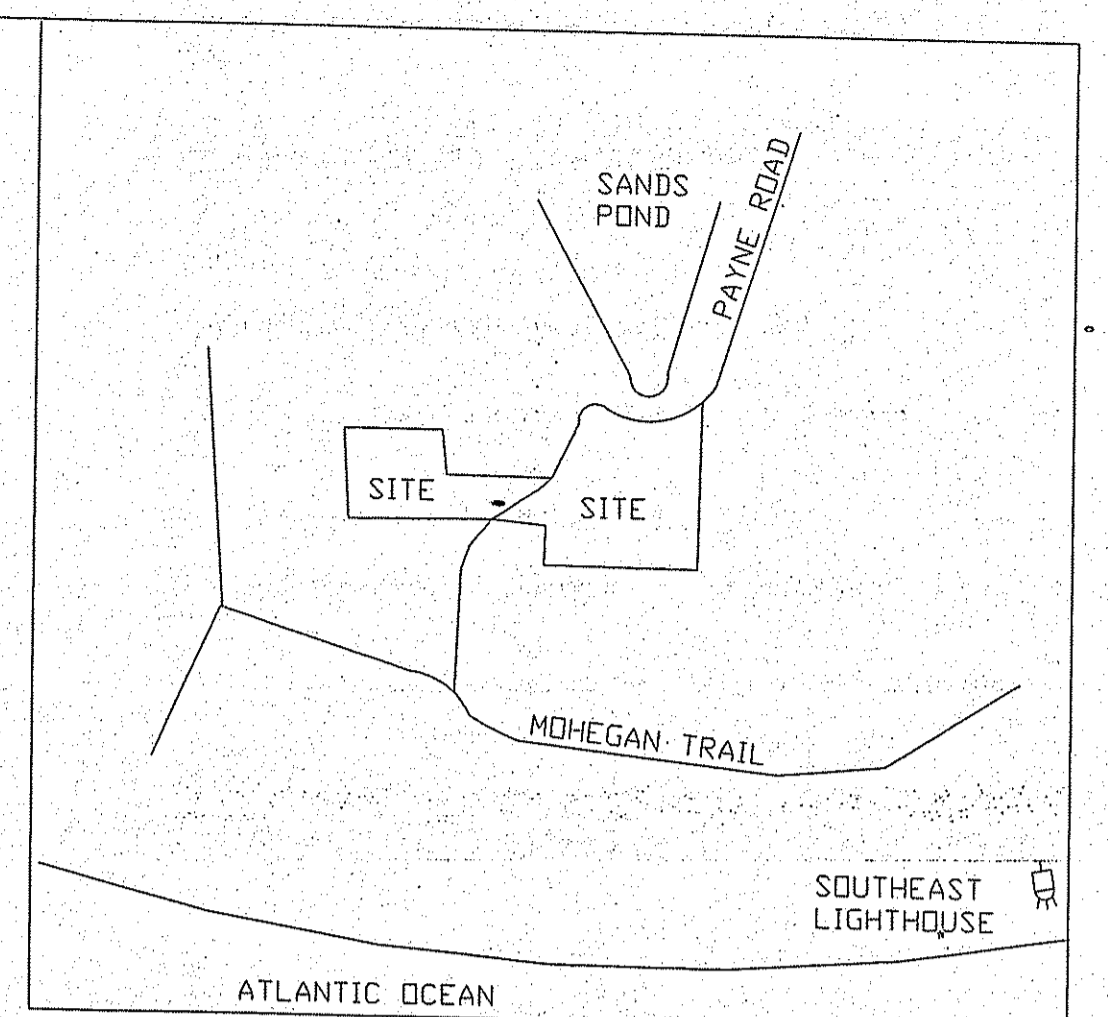 SANDS
POND
PAYNE ROAD
SITE
SITE
MOHEGAN TRAIL
SOUTHEAST
LIGHTHOUSE
ATLANTIC OCEAN